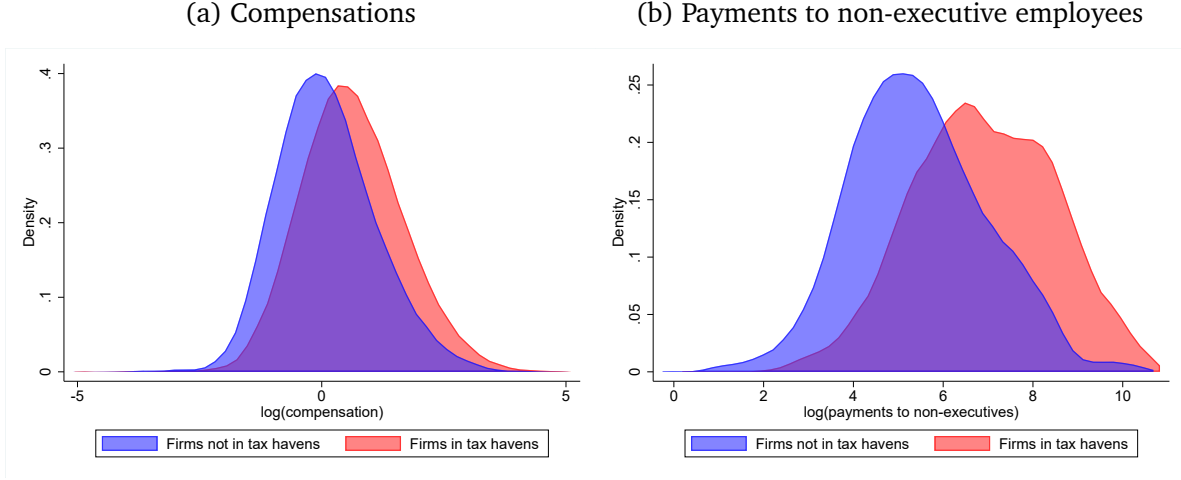 (a) Compensations
.4
.3
.2
.1
0
Density
-5 0 5
log(compensation)
Firms not in tax havens Firms in tax havens
(b) Payments to non-executive employees
.25
.2
.15
.1
.05
0
Density
0 2 4 6 8 10
log(payments to non-executives)
Firms not in tax havens Firms in tax havens